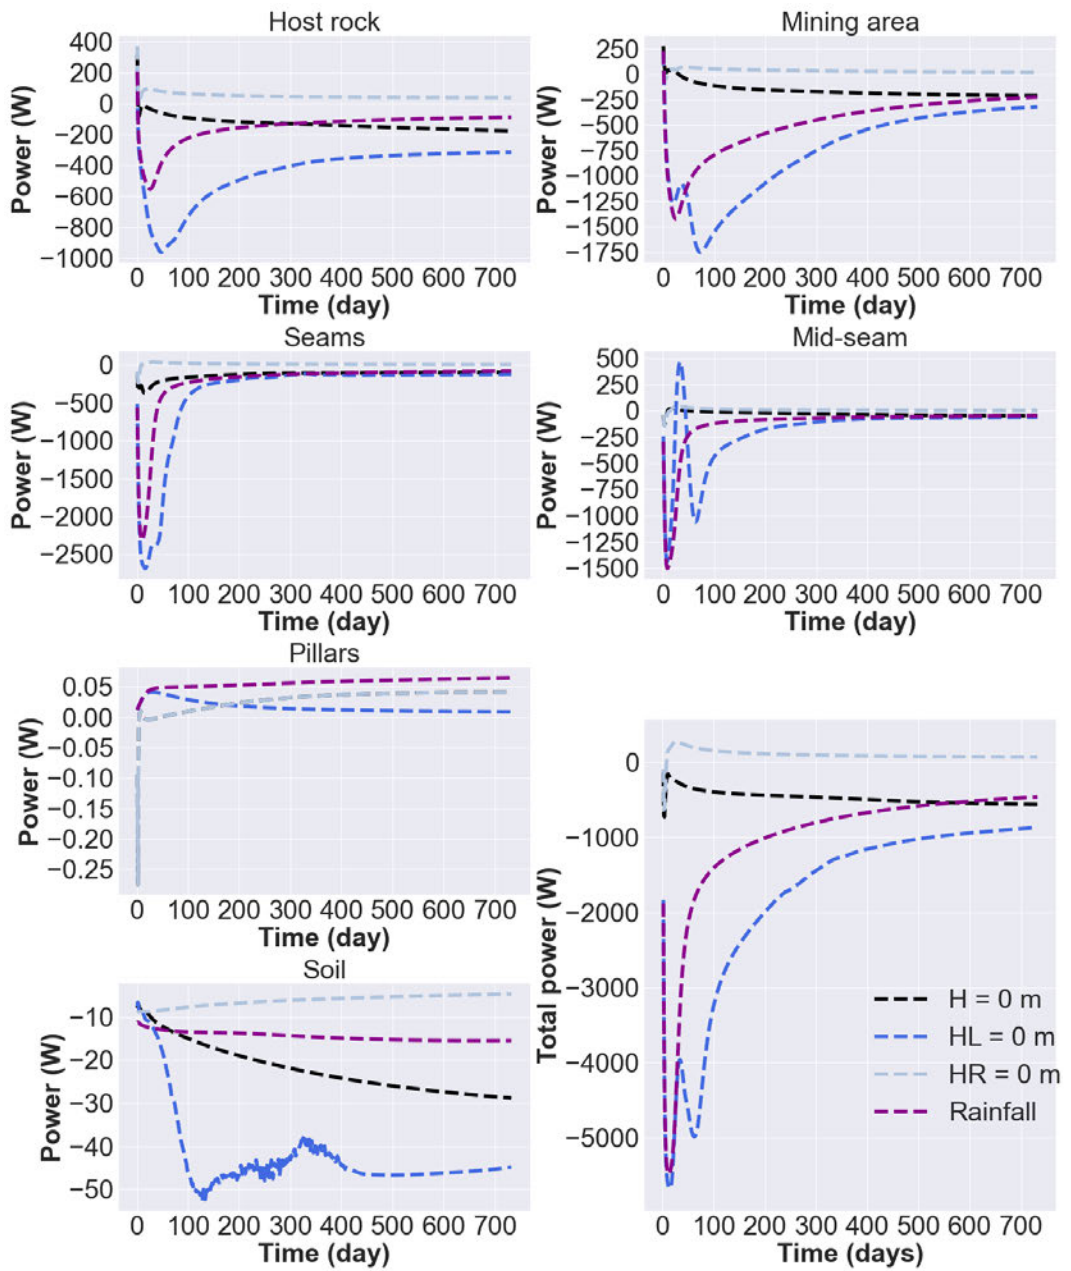 Host rock
400
200
0
−200
−400
−600
−800
−1000
Power (W)
0 100 200 300 400 500 600 700
Time (day)
Mining area
250
0
−250
−500
−750
−1000
−1250
−1500
−1750
Power (W)
0 100 200 300 400 500 600 700
Time (day)
Seams
0
−500
−1000
−1500
−2000
−2500
Power (W)
0 100 200 300 400 500 600 700
Time (day)
Mid-seam
500
250
0
−250
−500
−750
−1000
−1250
−1500
Power (W)
0 100 200 300 400 500 600 700
Time (day)
Pillars
0.05
0.00
−0.05
−0.10
−0.15
−0.20
−0.25
Power (W)
0 100 200 300 400 500 600 700
Time (day)
Soil
−10
−20
−30
−40
−50
Power (W)
0 100 200 300 400 500 600 700
Time (day)
0
−1000
−2000
−3000
−4000
−5000
Total power (W)
H = 0 m
HL = 0 m
HR = 0 m
Rainfall
0 100 200 300 400 500 600 700
Time (days)